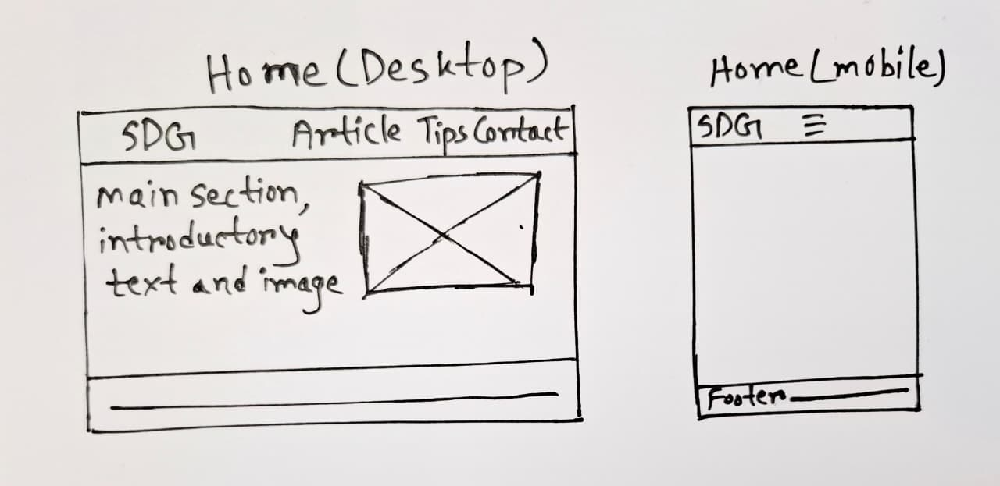 Home (Desktop)
SDG Article Tips Contact
main section,
introductory
text and image
Home (mobile)
SDG
Footer